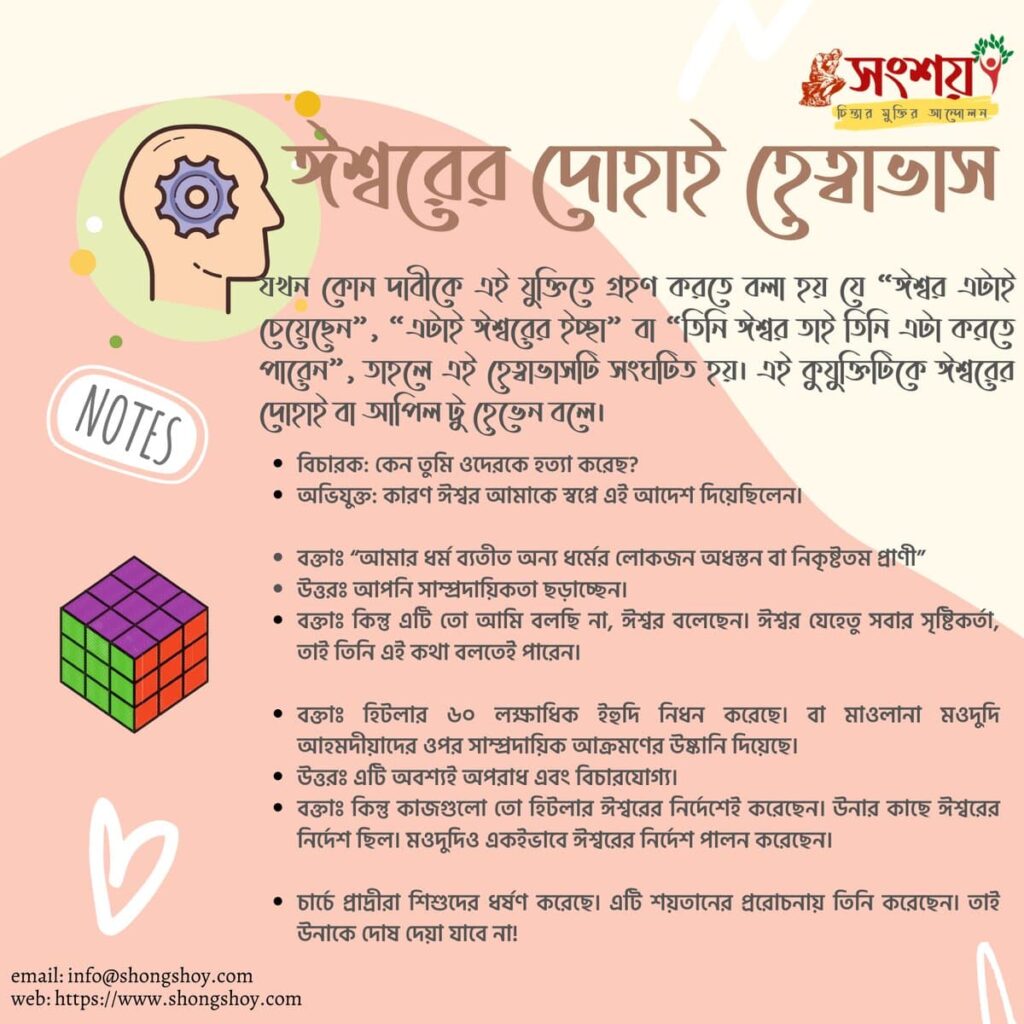 সংশয়
চিন্তার মুক্তির আন্দোলন
ঈশ্বরের দোহাই হেত্বাভাস
যখন কোন দাবীকে এই যুক্তিতে গ্রহণ করতে বলা হয় যে “ঈশ্বর এটাই
চেয়েছেন”, “এটাই ঈশ্বরের ইচ্ছা” বা “তিনি ঈশ্বর তাই তিনি এটা করতে
পারেন”, তাহলে এই হেত্বাভাসটি সংঘটিত হয়। এই কুযুক্তিটিকে ঈশ্বরের
দোহাই বা আপিল টু হেভেন বলে।
NOTES
• বিচারক: কেন তুমি ওদেরকে হত্যা করেছ?
• অভিযুক্ত: কারণ ঈশ্বর আমাকে স্বপ্নে এই আদেশ দিয়েছিলেন।
• বক্তাঃ “আমার ধর্ম ব্যতীত অন্য ধর্মের লোকজন অধস্তন বা নিকৃষ্টতম প্রাণী”
• উত্তরঃ আপনি সাম্প্রদায়িকতা ছড়াচ্ছেন।
• বক্তাঃ কিন্তু এটি তো আমি বলছি না, ঈশ্বর বলেছেন। ঈশ্বর যেহেতু সবার সৃষ্টিকর্তা,
তাই তিনি এই কথা বলতেই পারেন।
• বক্তাঃ হিটলার ৬০ লক্ষাধিক ইহুদি নিধন করেছে। বা মাওলানা মওদুদি
আহমদীয়াদের ওপর সাম্প্রদায়িক আক্রমণের উষ্কানি দিয়েছে।
• উত্তরঃ এটি অবশ্যই অপরাধ এবং বিচারযোগ্য।
• বক্তাঃ কিন্তু কাজগুলো তো হিটলার ঈশ্বরের নির্দেশেই করেছেন। উনার কাছে ঈশ্বরের
নির্দেশ ছিল। মওদুদিও একইভাবে ঈশ্বরের নির্দেশ পালন করেছেন।
• চার্চে প্রাদ্রীরা শিশুদের ধর্ষণ করেছে। এটি শয়তানের প্ররোচনায় তিনি করেছেন। তাই
উনাকে দোষ দেয়া যাবে না!
email: info@shongshoy.com
web: https://www.shongshoy.com